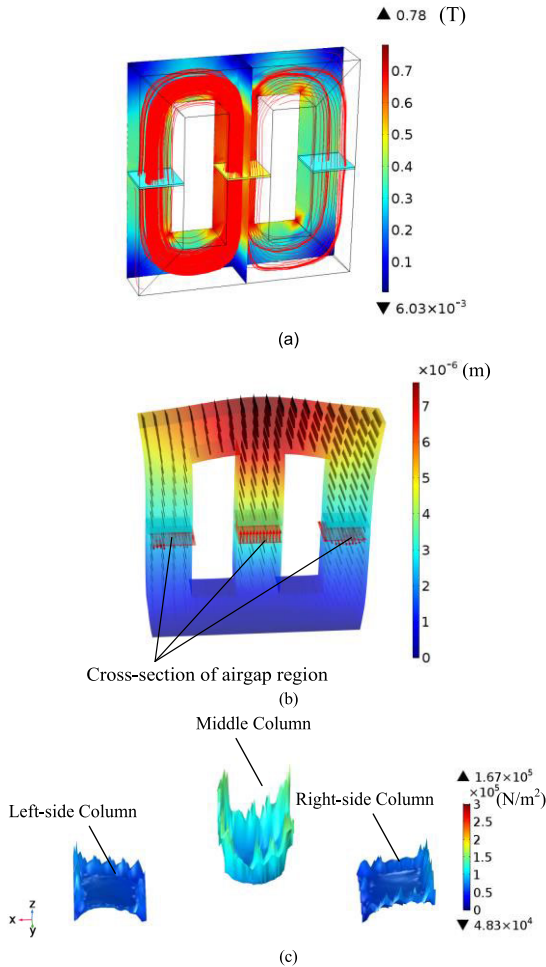 ▲ 0.78 (T)
0.7
0.6
0.5
0.4
0.3
0.2
0.1
▼ 6.03×10⁻³
(a)
×10⁻⁶ (m)
7
6
5
4
3
2
1
0
Cross-section of airgap region
(b)
Middle Column
Left-side Column
Right-side Column
▲ 1.67×10⁵
×10⁵ (N/m²)
3
2.5
2
1.5
1
0.5
0
▼ 4.83×10⁴
z
x
y
(c)